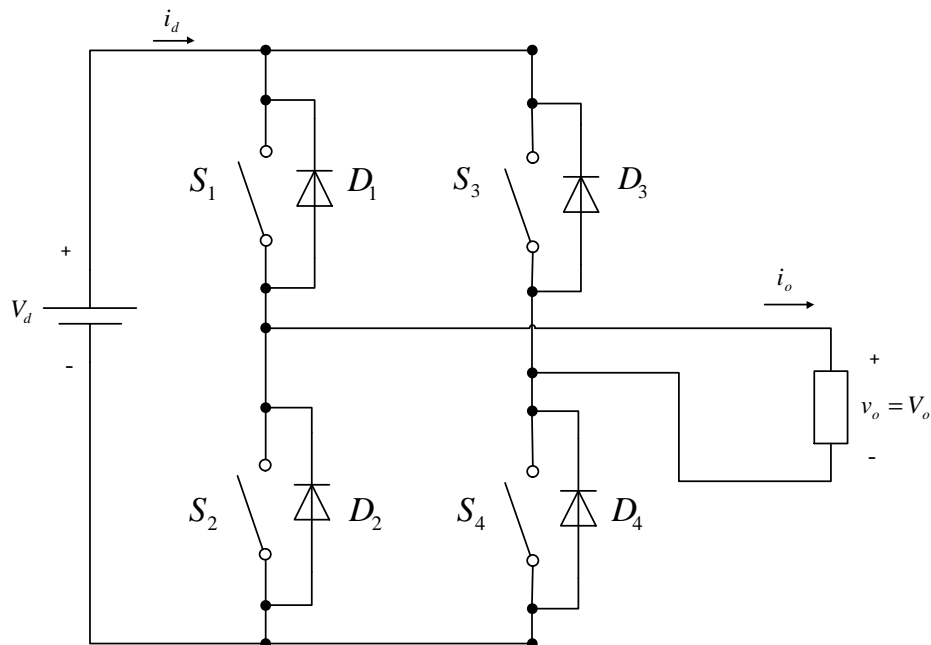 i_d
S_1
D_1
S_3
D_3
+
V_d
-
i_o
+
v_o = V_o
-
S_2
D_2
S_4
D_4